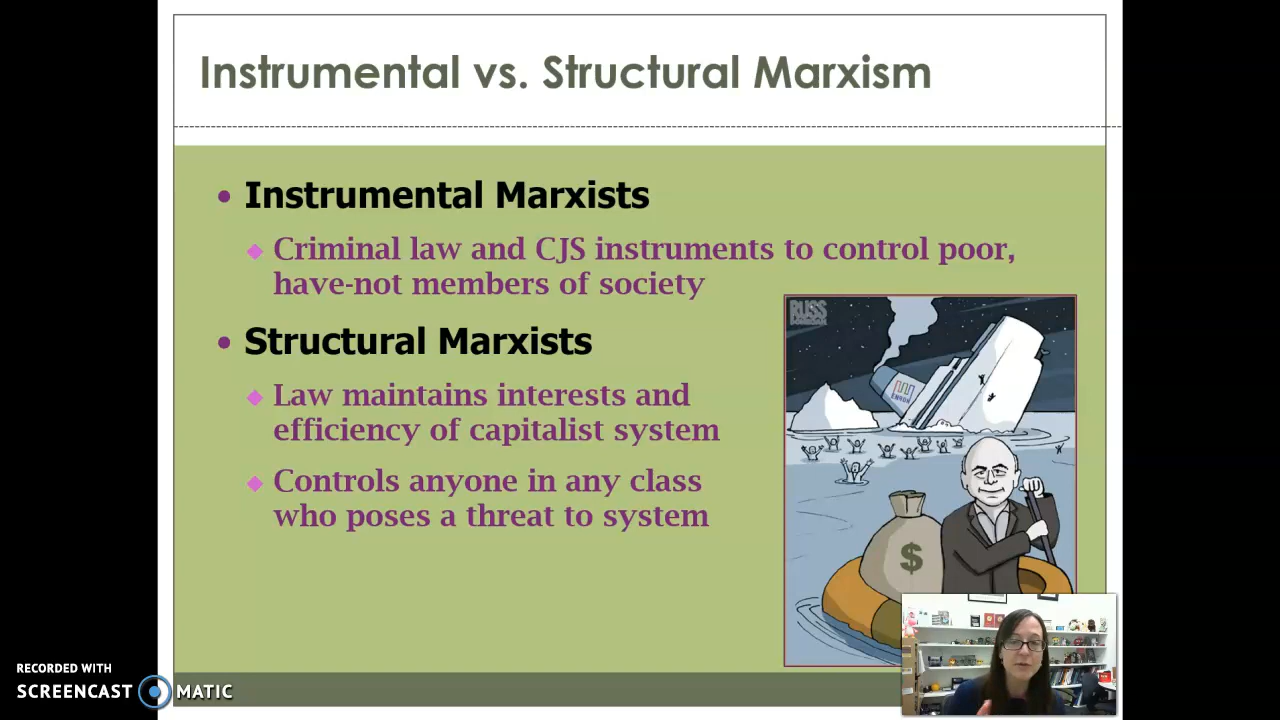 Instrumental vs. Structural Marxism
Instrumental Marxists
Criminal law and CJS instruments to control poor,
have-not members of society
Structural Marxists
Law maintains interests and
efficiency of capitalist system
Controls anyone in any class
who poses a threat to system
RUSS
ENRON
$
RECORDED WITH
SCREENCAST MATIC